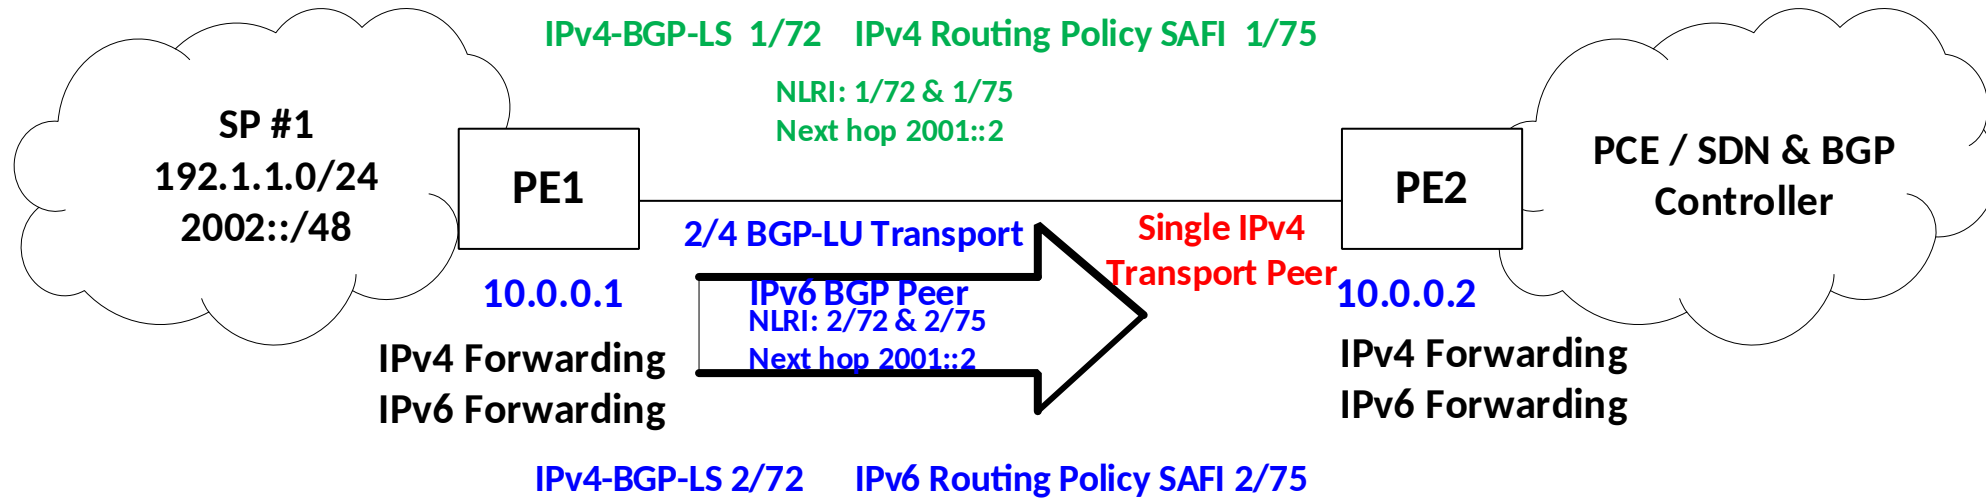 IPv4-BGP-LS 1/72 IPv4 Routing Policy SAFI 1/75
NLRI: 1/72 & 1/75
Next hop 2001::2
SP #1
192.1.1.0/24
2002::/48
PE1
PE2
PCE / SDN & BGP
Controller
2/4 BGP-LU Transport
Single IPv4
Transport Peer
10.0.0.1
IPv6 BGP Peer
NLRI: 2/72 & 2/75
Next hop 2001::2
10.0.0.2
IPv4 Forwarding
IPv6 Forwarding
IPv4 Forwarding
IPv6 Forwarding
IPv4-BGP-LS 2/72 IPv6 Routing Policy SAFI 2/75